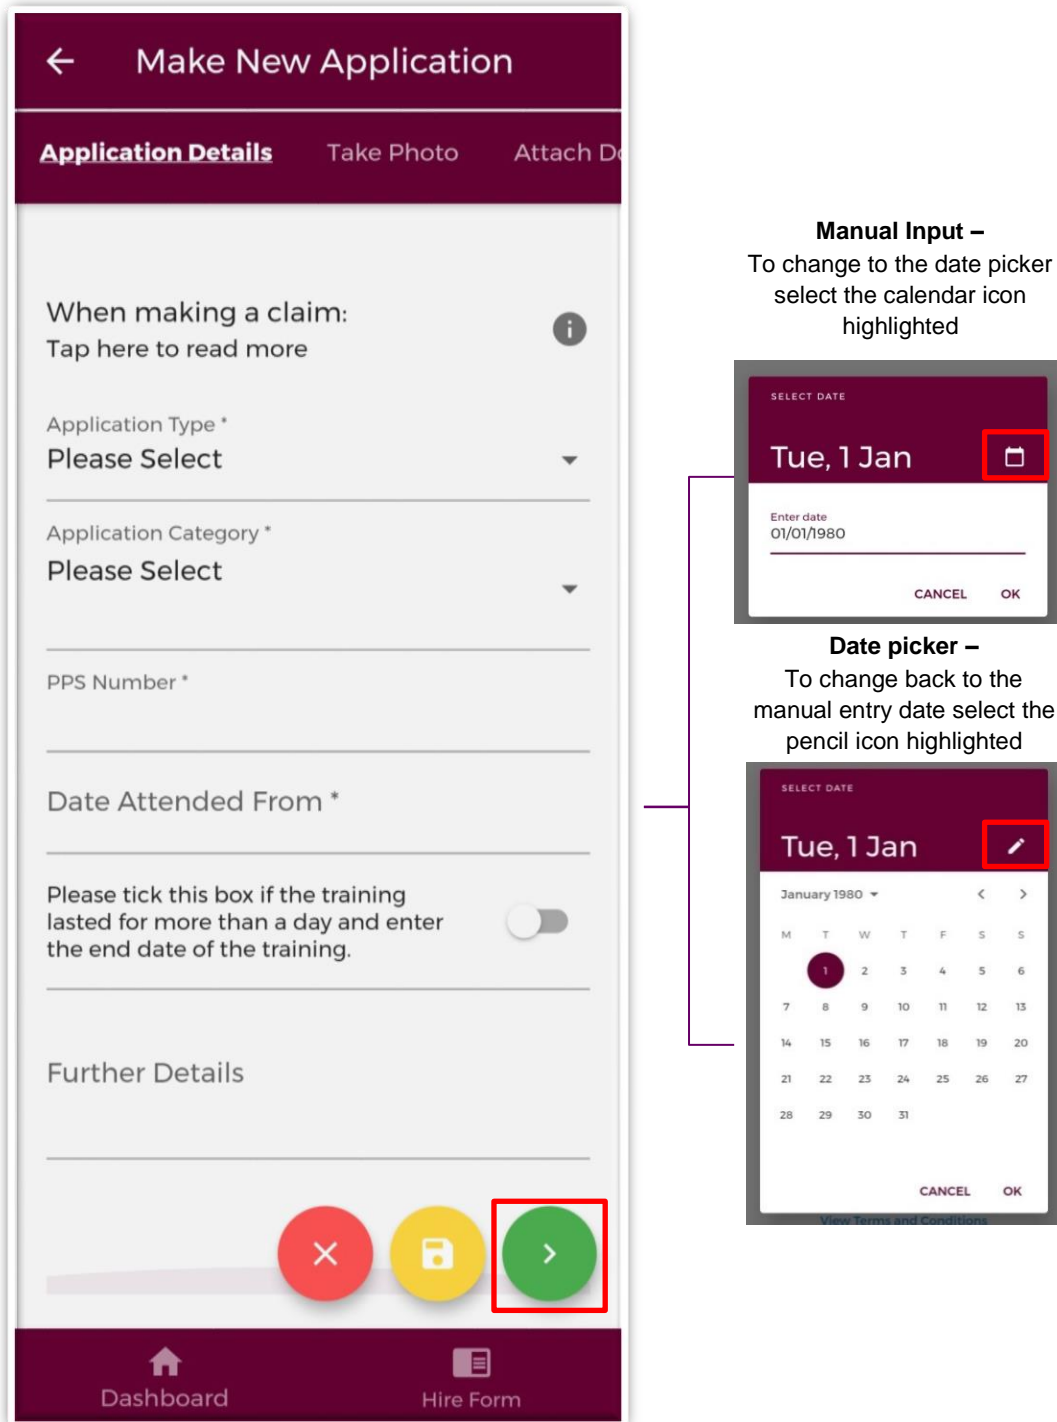 Make New Application
Application Details Take Photo Attach Do
When making a claim:
Tap here to read more
Application Type *
Please Select
Application Category *
Please Select
PPS Number *
Date Attended From *
Please tick this box if the training
lasted for more than a day and enter
the end date of the training.
Further Details
Dashboard Hire Form
Manual Input –
To change to the date picker
select the calendar icon
highlighted
SELECT DATE
Tue, 1 Jan
Enter date
01/01/1980
CANCEL OK
Date picker –
To change back to the
manual entry date select the
pencil icon highlighted
SELECT DATE
Tue, 1 Jan
January 1980
M T W T F S S
1 2 3 4 5 6
7 8 9 10 11 12 13
14 15 16 17 18 19 20
21 22 23 24 25 26 27
28 29 30 31
CANCEL OK
View Terms and Conditions